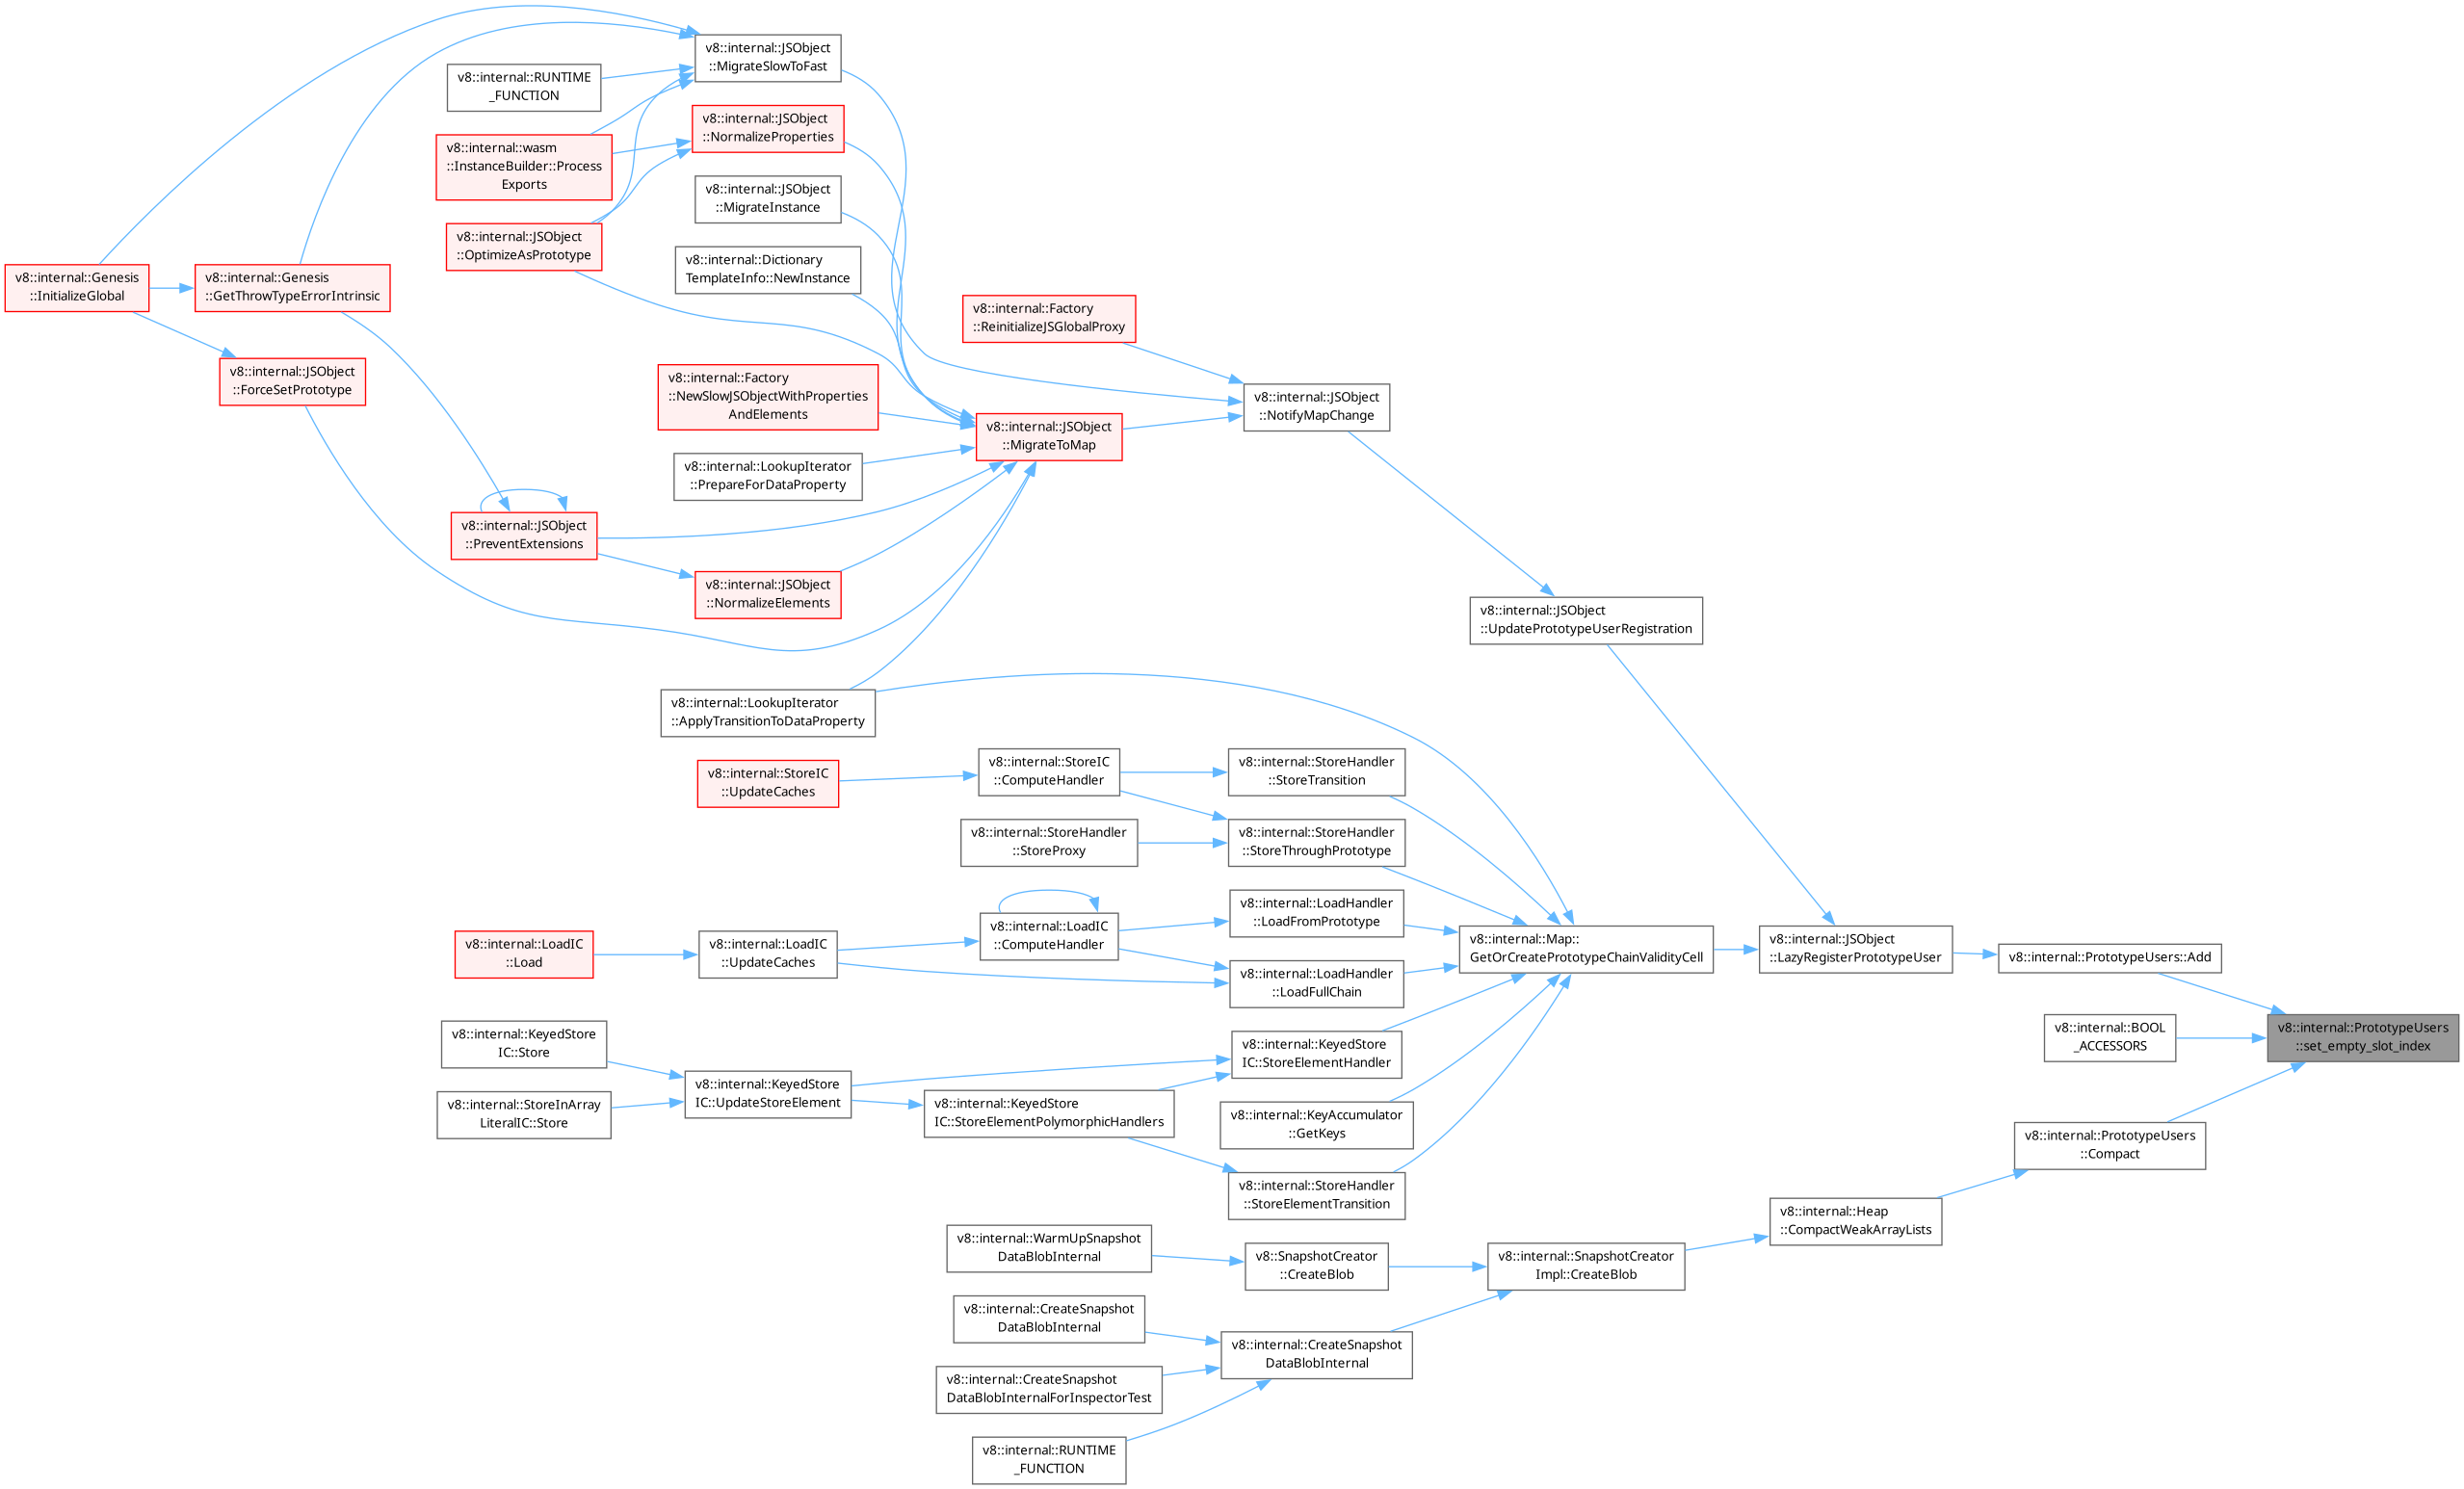 v8::internal::JSObject
::MigrateSlowToFast
v8::internal::RUNTIME
_FUNCTION
v8::internal::JSObject
::NormalizeProperties
v8::internal::wasm
::InstanceBuilder::Process
Exports
v8::internal::JSObject
::MigrateInstance
v8::internal::JSObject
::OptimizeAsPrototype
v8::internal::Dictionary
TemplateInfo::NewInstance
v8::internal::Genesis
::InitializeGlobal
v8::internal::Genesis
::GetThrowTypeErrorIntrinsic
v8::internal::Factory
::ReinitializeJSGlobalProxy
v8::internal::JSObject
::ForceSetPrototype
v8::internal::Factory
::NewSlowJSObjectWithProperties
AndElements
v8::internal::JSObject
::NotifyMapChange
v8::internal::JSObject
::MigrateToMap
v8::internal::LookupIterator
::PrepareForDataProperty
v8::internal::JSObject
::PreventExtensions
v8::internal::JSObject
::NormalizeElements
v8::internal::JSObject
::UpdatePrototypeUserRegistration
v8::internal::LookupIterator
::ApplyTransitionToDataProperty
v8::internal::StoreIC
::UpdateCaches
v8::internal::StoreIC
::ComputeHandler
v8::internal::StoreHandler
::StoreTransition
v8::internal::StoreHandler
::StoreProxy
v8::internal::StoreHandler
::StoreThroughPrototype
v8::internal::LoadIC
::Load
v8::internal::LoadIC
::UpdateCaches
v8::internal::LoadIC
::ComputeHandler
v8::internal::LoadHandler
::LoadFromPrototype
v8::internal::LoadHandler
::LoadFullChain
v8::internal::Map::
GetOrCreatePrototypeChainValidityCell
v8::internal::JSObject
::LazyRegisterPrototypeUser
v8::internal::PrototypeUsers::Add
v8::internal::BOOL
_ACCESSORS
v8::internal::PrototypeUsers
::set_empty_slot_index
v8::internal::KeyedStore
IC::Store
v8::internal::StoreInArray
LiteralIC::Store
v8::internal::KeyedStore
IC::UpdateStoreElement
v8::internal::KeyedStore
IC::StoreElementPolymorphicHandlers
v8::internal::KeyedStore
IC::StoreElementHandler
v8::internal::KeyAccumulator
::GetKeys
v8::internal::StoreHandler
::StoreElementTransition
v8::internal::PrototypeUsers
::Compact
v8::internal::Heap
::CompactWeakArrayLists
v8::internal::WarmUpSnapshot
DataBlobInternal
v8::SnapshotCreator
::CreateBlob
v8::internal::SnapshotCreator
Impl::CreateBlob
v8::internal::CreateSnapshot
DataBlobInternal
v8::internal::CreateSnapshot
DataBlobInternal
v8::internal::CreateSnapshot
DataBlobInternalForInspectorTest
v8::internal::RUNTIME
_FUNCTION